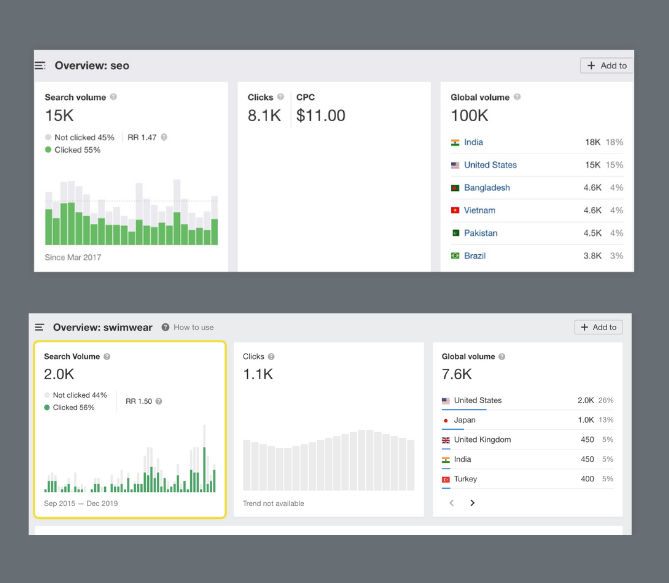 Overview: seo
+ Add to
Search volume
15K
Not clicked 45% RR 1.47
Clicked 55%
Since Mar 2017
Clicks CPC
8.1K $11.00
Global volume
100K
India 18K 18%
United States 15K 15%
Bangladesh 4.6K 4%
Vietnam 4.6K 4%
Pakistan 4.5K 4%
Brazil 3.8K 3%
Overview: swimwear How to use
+ Add to
Search Volume
2.0K
Not clicked 44%
RR 1.50
Clicked 56%
Sep 2015 — Dec 2019
Clicks
1.1K
Trend not available
Global volume
7.6K
United States 2.0K 26%
Japan 1.0K 13%
United Kingdom 450 5%
India 450 5%
Turkey 400 5%